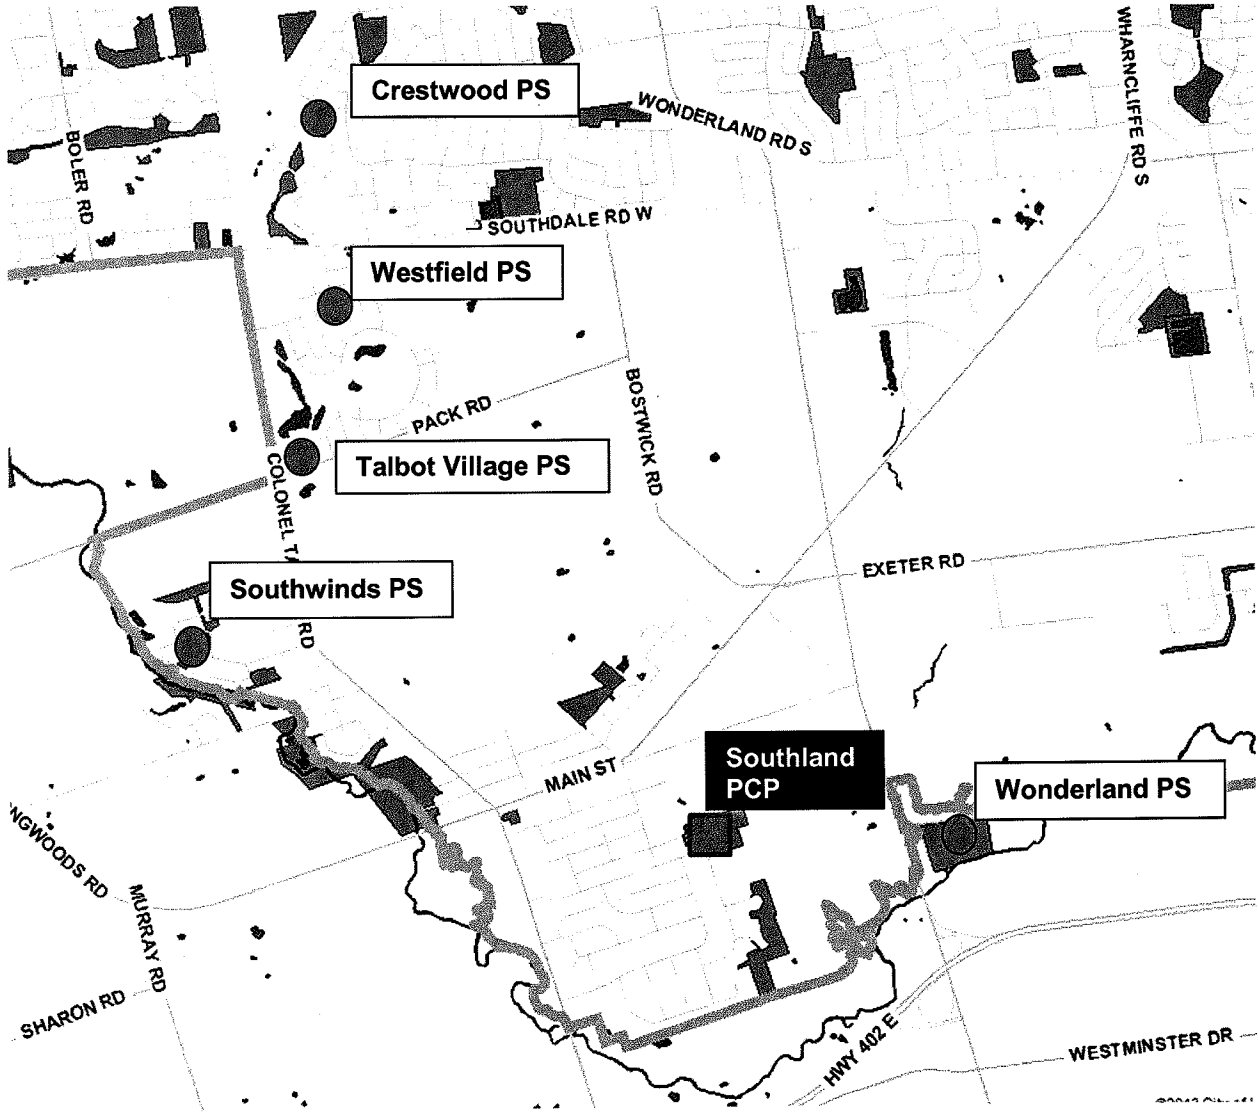 WHARNCLIFFE RD S
Crestwood PS
WONDERLAND RD S
BOLER RD
SOUTHDALE RD W
Westfield PS
PACK RD
BOSTWICK RD
Talbot Village PS
COLONEL TA
RD
EXETER RD
Southwinds PS
MAIN ST
Southland
PCP
Wonderland PS
NGWOODS RD
MURRAY RD
SHARON RD
HWY 402 E
WESTMINSTER DR